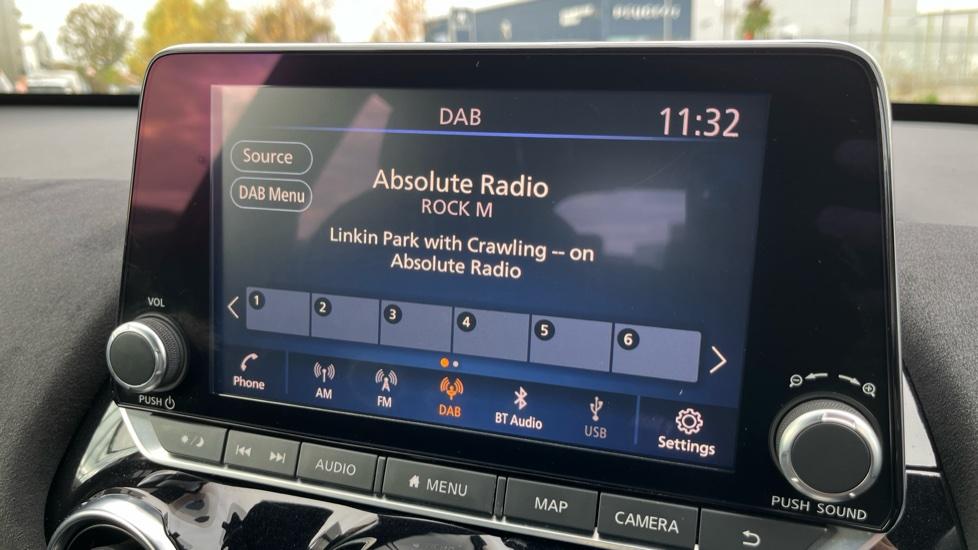 PEUGEOT
DAB
11:32
Source
DAB Menu
Absolute Radio
ROCK M
Linkin Park with Crawling -- on
Absolute Radio
1 2 3 4 5 6
Phone
AM
FM
DAB
BT Audio
USB
Settings
VOL
PUSH
AUDIO
MENU
MAP
CAMERA
PUSH SOUND